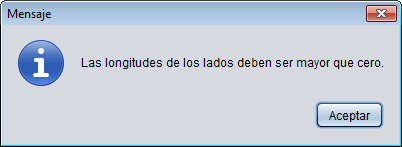 Mensaje
Las longitudes de los lados deben ser mayor que cero.
Aceptar